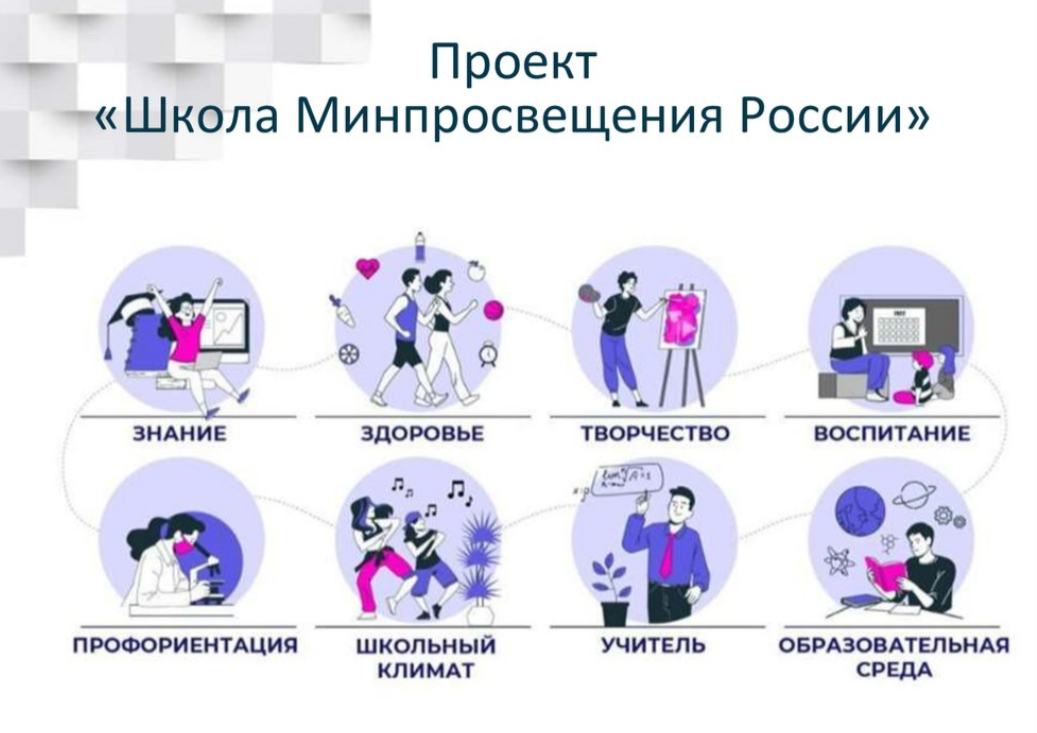 Проект
«Школа Минпросвещения России»
ЗНАНИЕ
ЗДОРОВЬЕ
ТВОРЧЕСТВО
ВОСПИТАНИЕ
ПРОФОРИЕНТАЦИЯ
ШКОЛЬНЫЙ
КЛИМАТ
УЧИТЕЛЬ
ОБРАЗОВАТЕЛЬНАЯ
СРЕДА